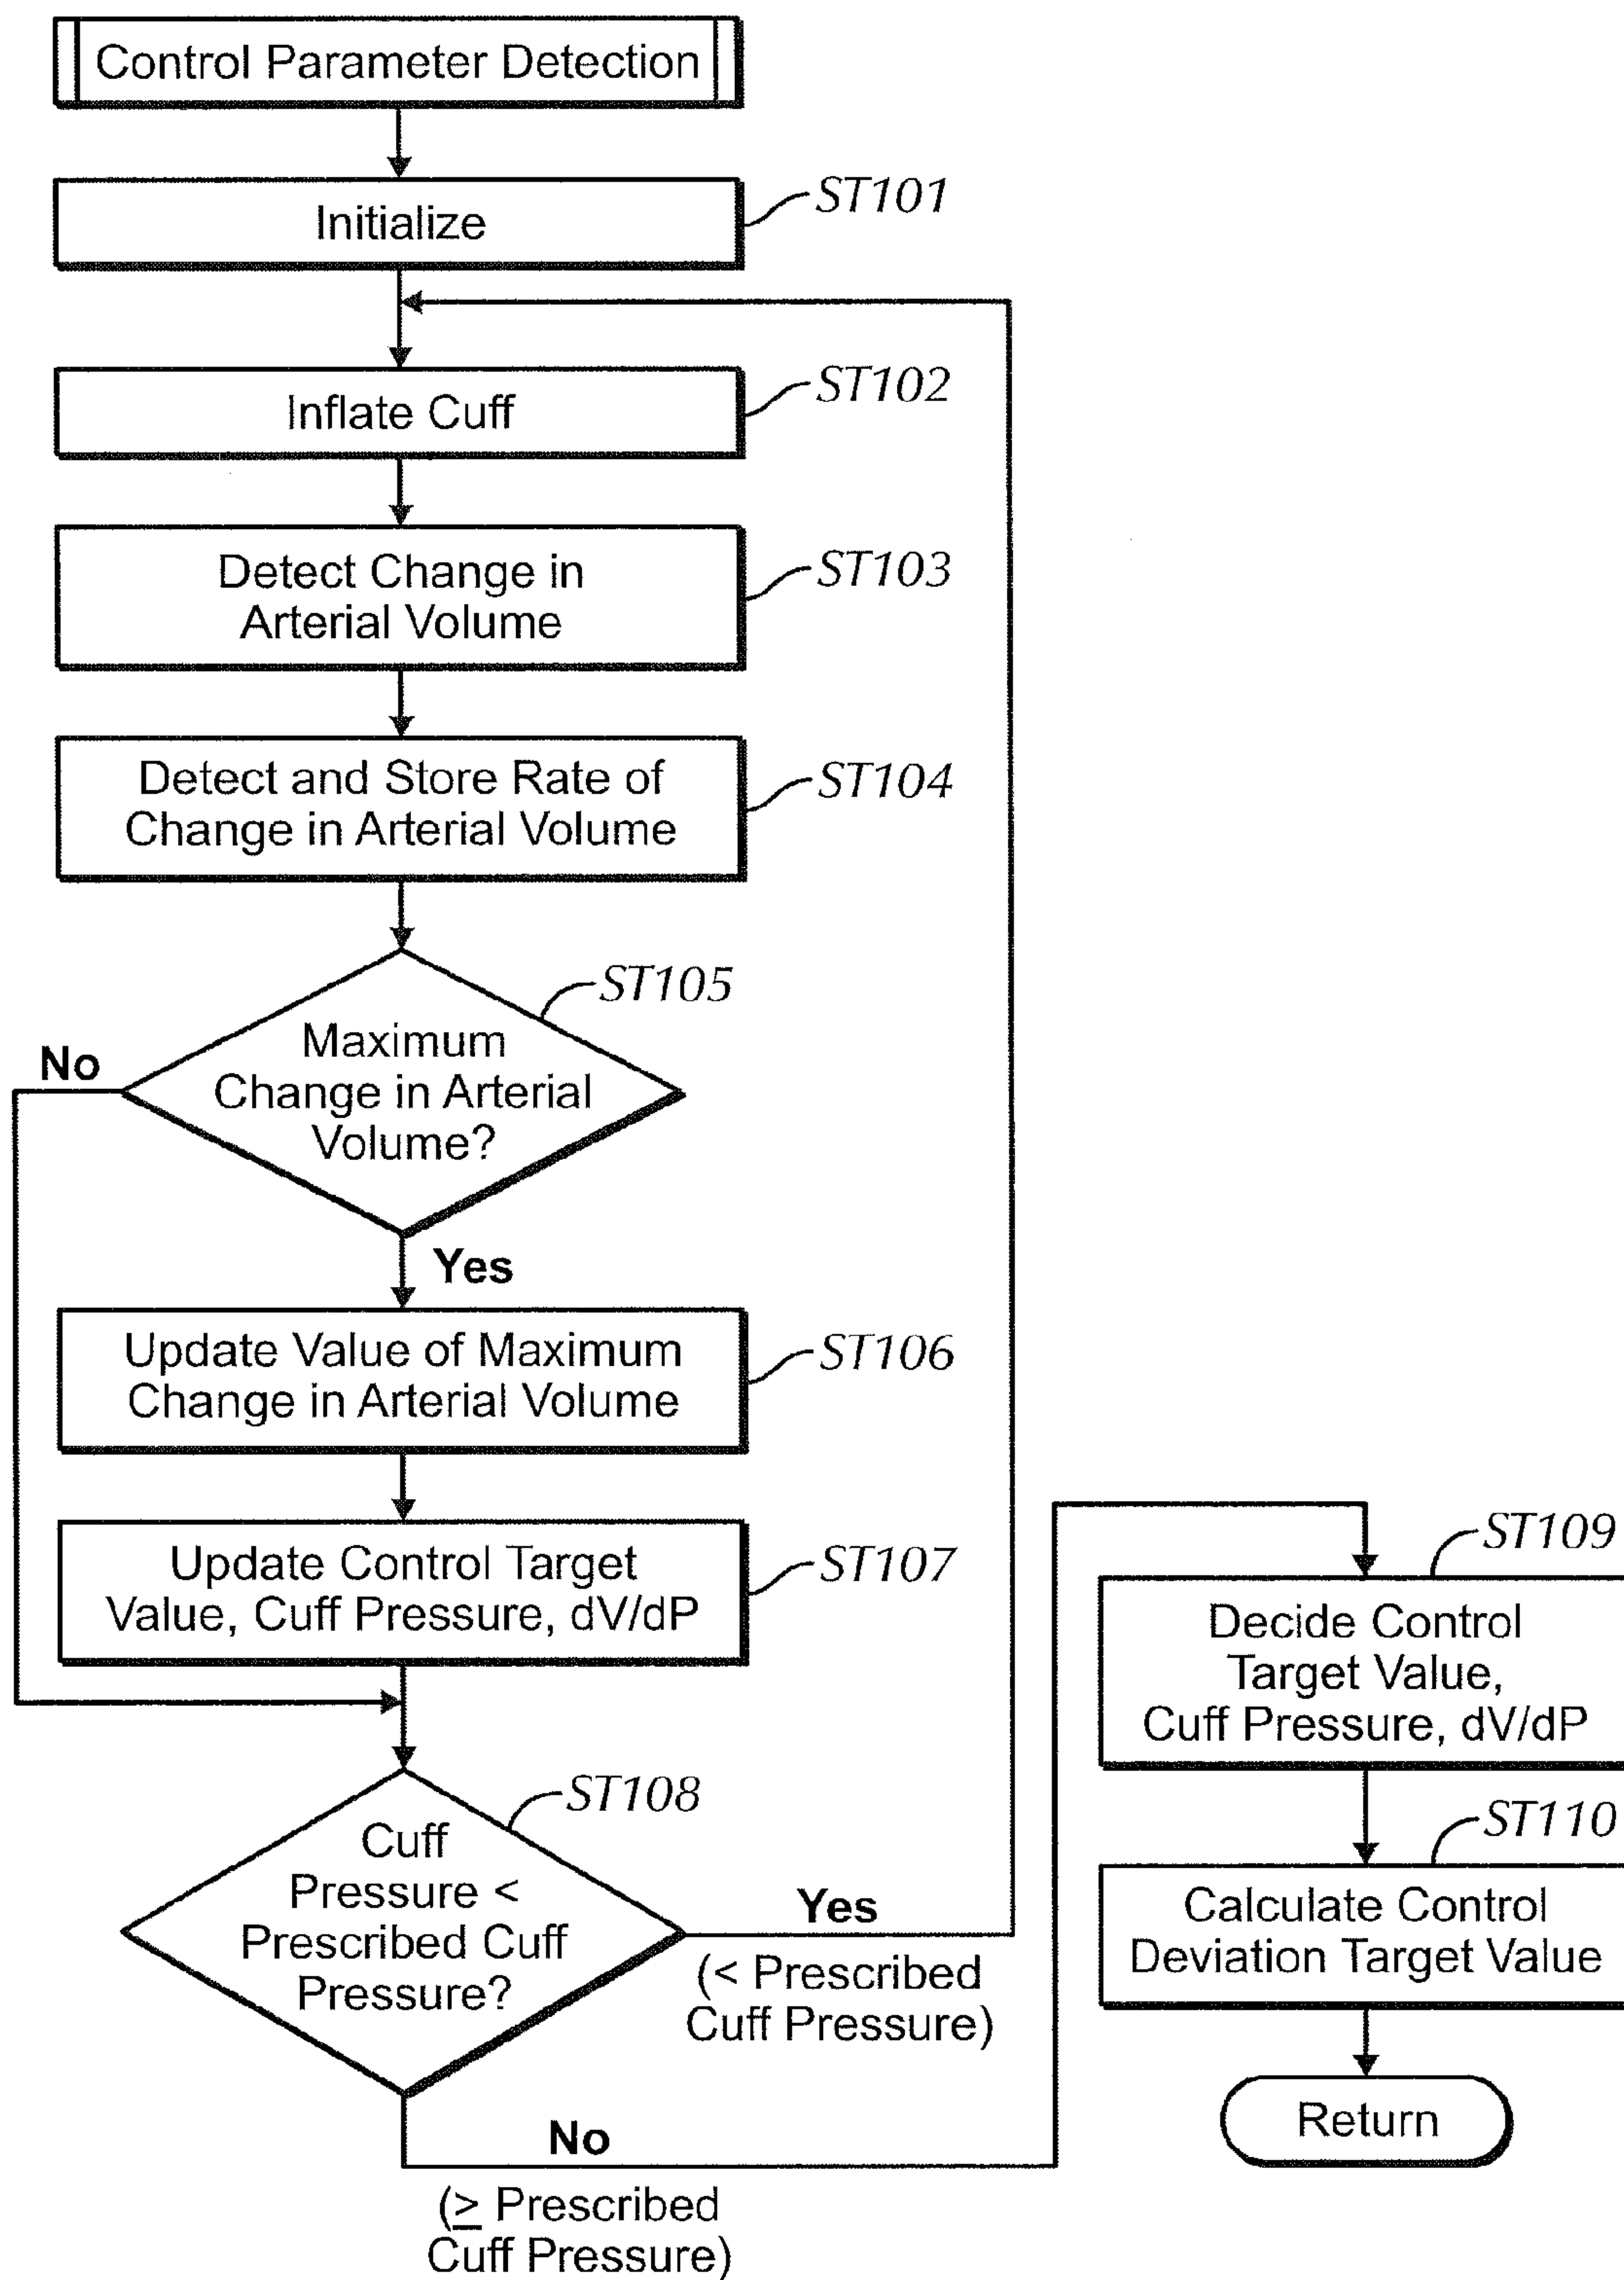 Control Parameter Detection
Initialize
ST101
Inflate Cuff
ST102
Detect Change in
Arterial Volume
ST103
Detect and Store Rate of
Change in Arterial Volume
ST104
Maximum
Change in Arterial
Volume?
ST105
No
Yes
Update Value of Maximum
Change in Arterial Volume
ST106
Update Control Target
Value, Cuff Pressure, dV/dP
ST107
Cuff
Pressure <
Prescribed Cuff
Pressure?
ST108
Yes
(< Prescribed
Cuff Pressure)
No
(≥ Prescribed
Cuff Pressure)
ST109
Decide Control
Target Value,
Cuff Pressure, dV/dP
ST110
Calculate Control
Deviation Target Value
Return